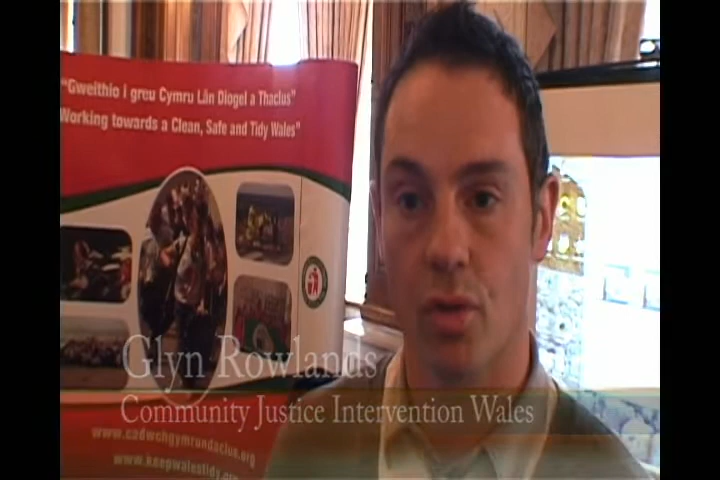 "Gweithio I greu Cymru Lân Diogel a Thaclus"
Working towards a Clean, Safe and Tidy Wales"
Glyn Rowlands
Community Justice Intervention Wales
www.cadwchgymrundaclus.org
www.keepwalestidy.org